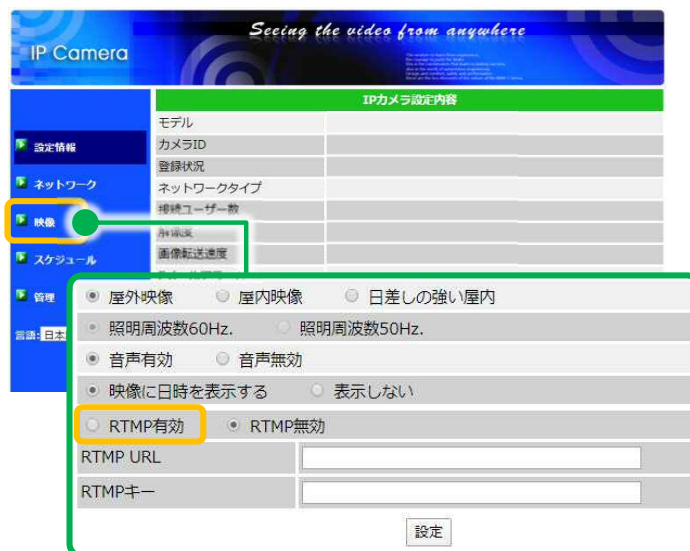 Seeing the video from anywhere
IP Camera
IPカメラ設定内容
モデル
設定情報
カメラID
登録状況
ネットワーク
ネットワークタイプ
接続ユーザー数
映像
解像度
画像転送速度
スケジュール
管理
言語: 日本
屋外映像 屋内映像 日差しの強い屋内
照明周波数60Hz. 照明周波数50Hz.
音声有効 音声無効
映像に日時を表示する 表示しない
RTMP有効 RTMP無効
RTMP URL
RTMPキー
設定